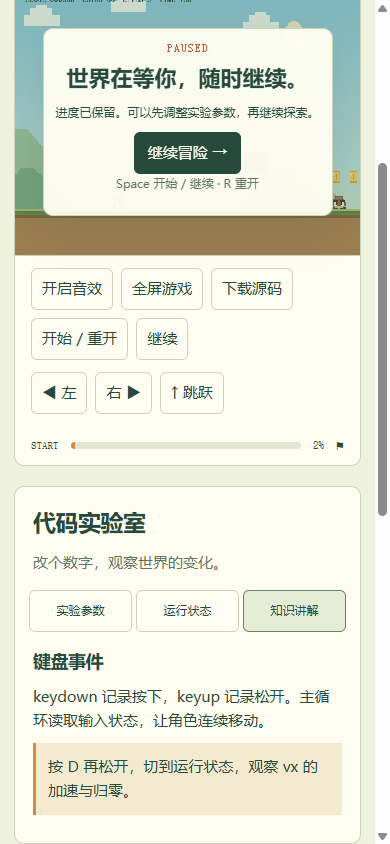 PAUSED
世界在等你，随时继续。
进度已保留。可以先调整实验参数，再继续探索。
继续冒险 →
Space 开始 / 继续 · R 重开
开启音效 全屏游戏 下载源码
开始 / 重开 继续
◀ 左 右 ▶ ↑ 跳跃
START 2%
代码实验室
改个数字，观察世界的变化。
实验参数 运行状态 知识讲解
键盘事件
keydown 记录按下，keyup 记录松开。主循
环读取输入状态，让角色连续移动。
按 D 再松开，切到运行状态，观察 vx 的
加速与归零。